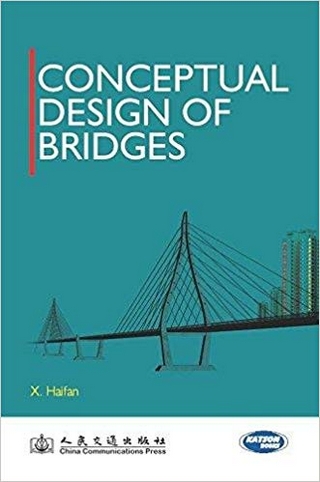 CONCEPTUAL
DESIGN OF
BRIDGES
X. Haifan
人民交通出版社
China Communications Press
KATSON
BOOKS